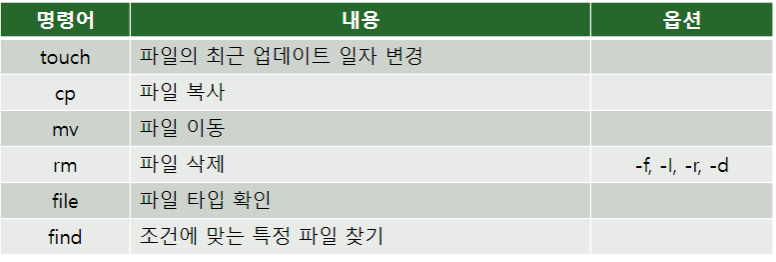 명령어 내용 옵션
touch 파일의 최근 업데이트 일자 변경
cp 파일 복사
mv 파일 이동
rm 파일 삭제 -f, -I, -r, -d
file 파일 타입 확인
find 조건에 맞는 특정 파일 찾기